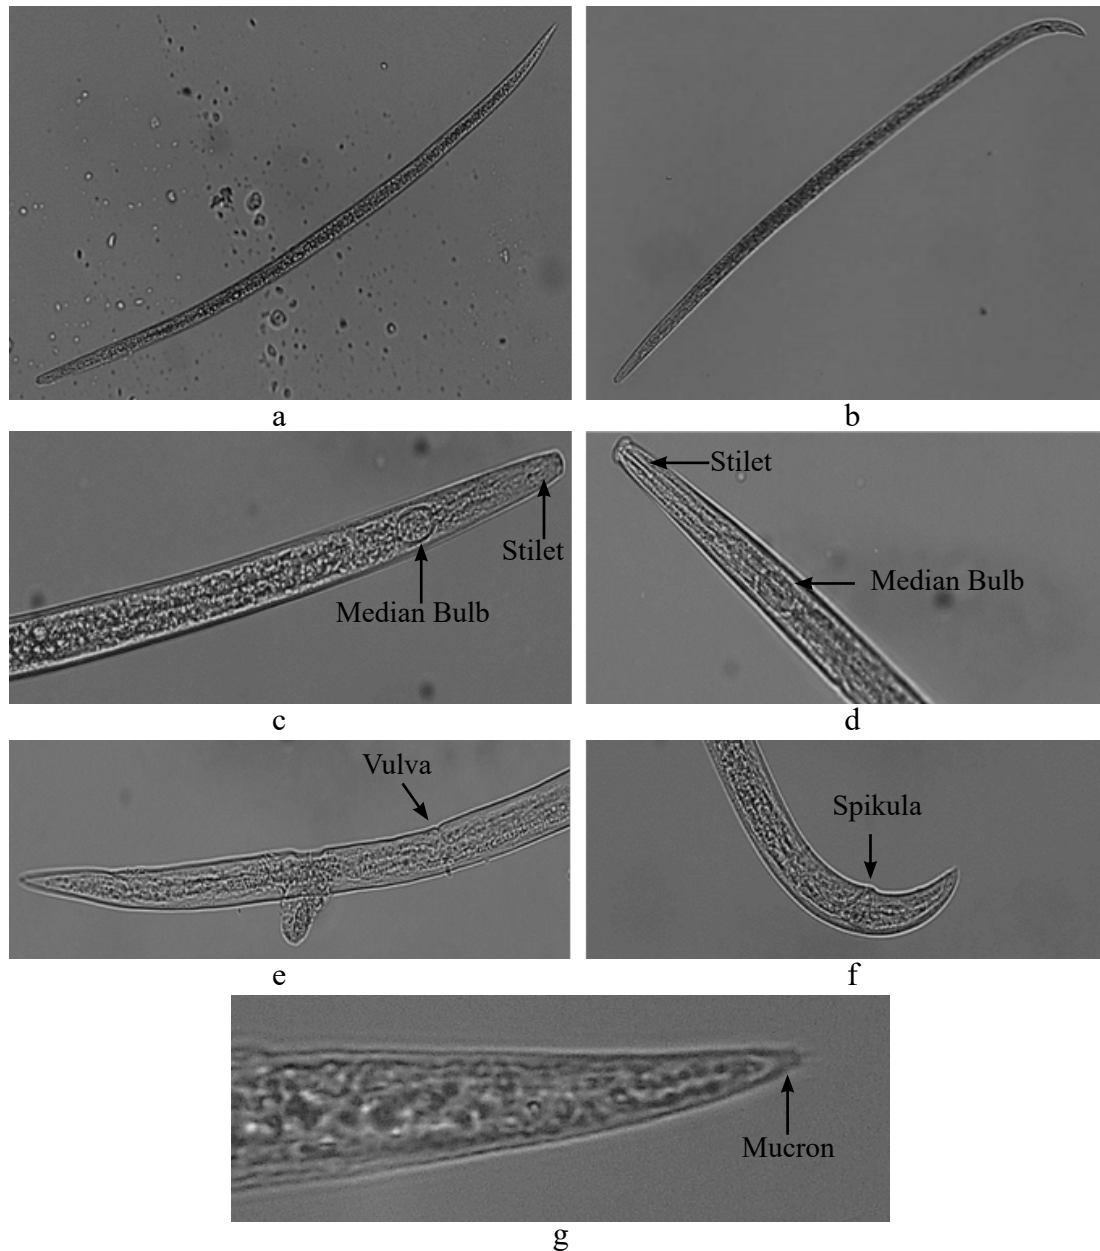 a
b
Stilet
Median Bulb
c
Stilet
Median Bulb
d
Vulva
e
Spikula
f
Mucron
g